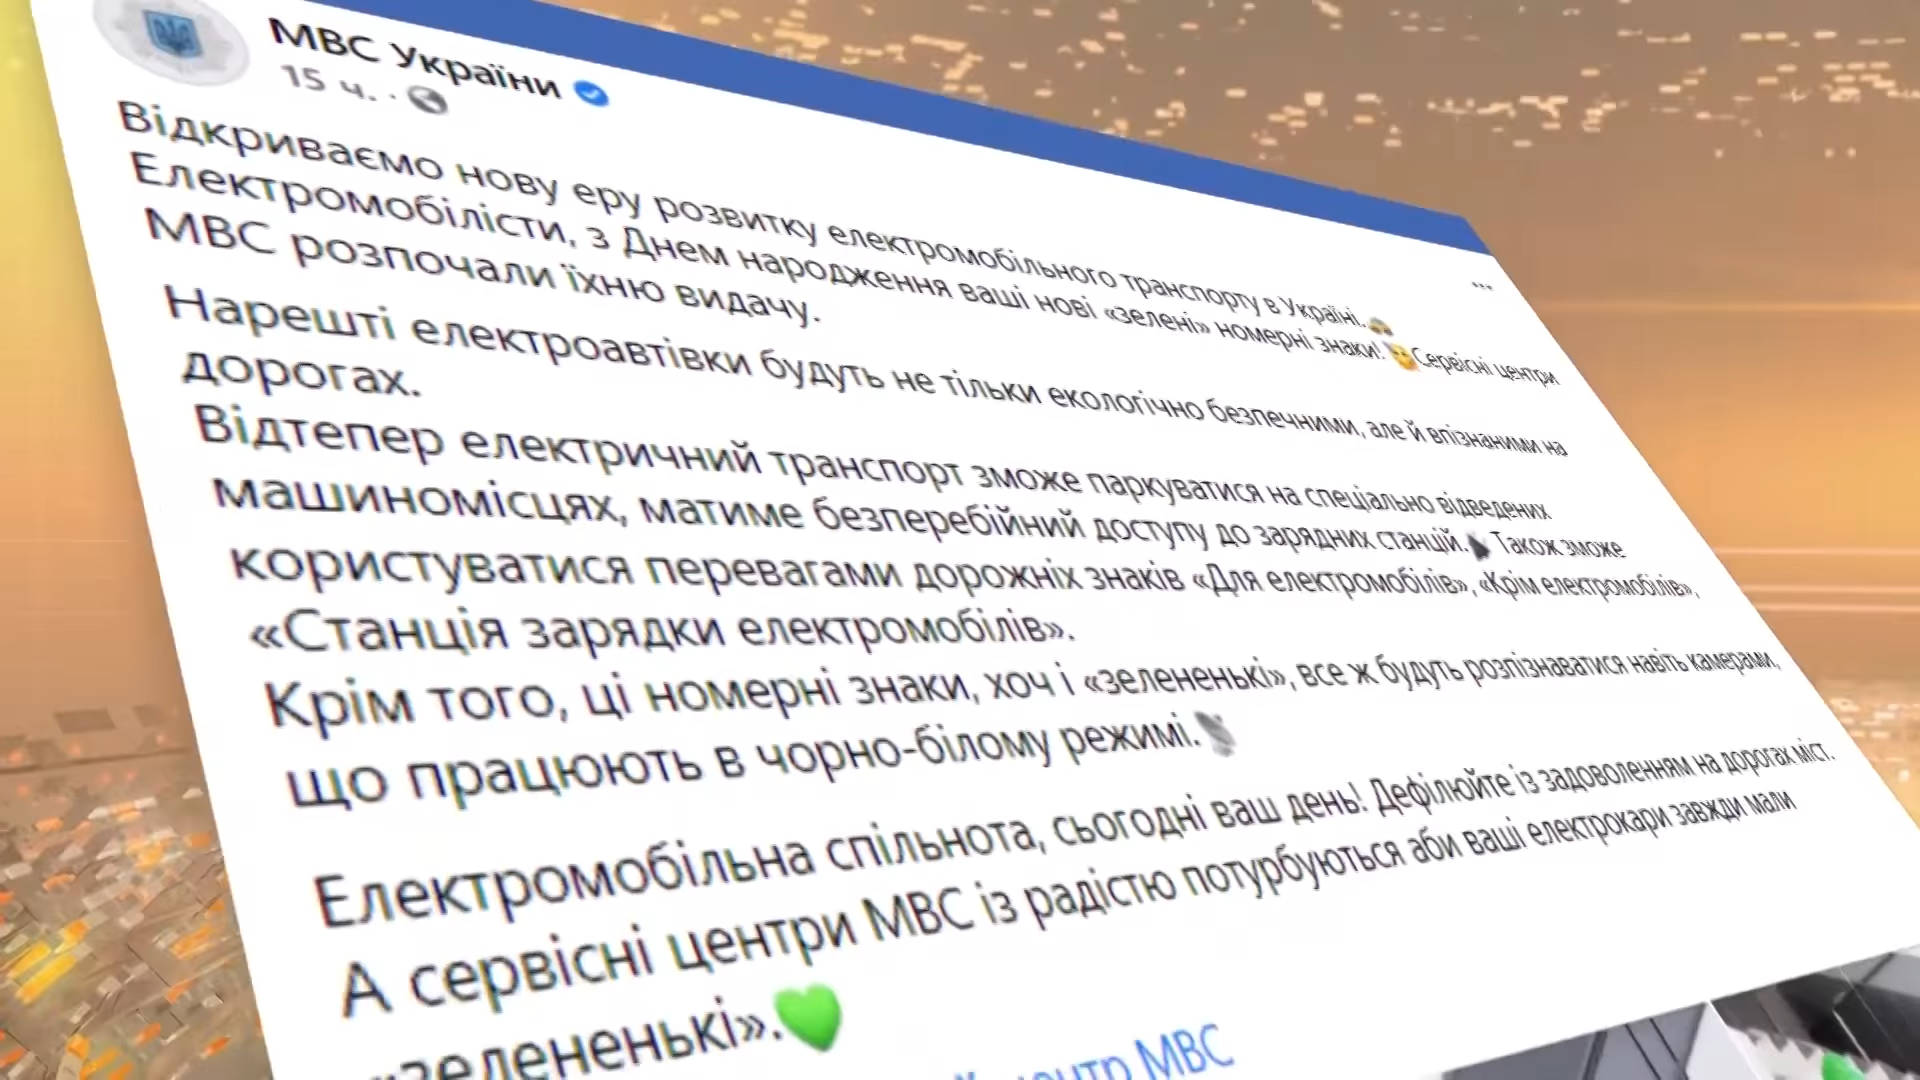 МВС України
15 ч. ·
Відкриваємо нову еру розвитку електромобільного транспорту в Україні.
Електромобілісти, з Днем народження ваші нові «зелені» номерні знаки! Сервісні центри
МВС розпочали їхню видачу.
Нарешті електроавтівки будуть не тільки екологічно безпечними, але й впізнаними на
дорогах.
Відтепер електричний транспорт зможе паркуватися на спеціально відведених
машиномісцях, матиме безперебійний доступу до зарядних станцій. Також зможе
користуватися перевагами дорожніх знаків «Для електромобілів», «Крім електромобілів»,
«Станція зарядки електромобілів».
Крім того, ці номерні знаки, хоч і «зелененькі», все ж будуть розпізнаватися навіть камерами,
що працюють в чорно-білому режимі.
Електромобільна спільнота, сьогодні ваш день! Дефілюйте із задоволенням на дорогах міст.
А сервісні центри МВС із радістю потурбуються аби ваші електрокари завжди мали
«зелененькі».💚
центр МВС